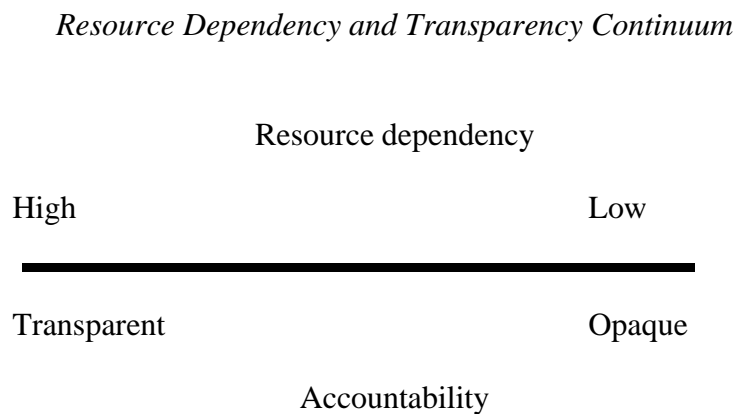 Resource Dependency and Transparency Continuum
Resource dependency
High Low
Transparent Opaque
Accountability